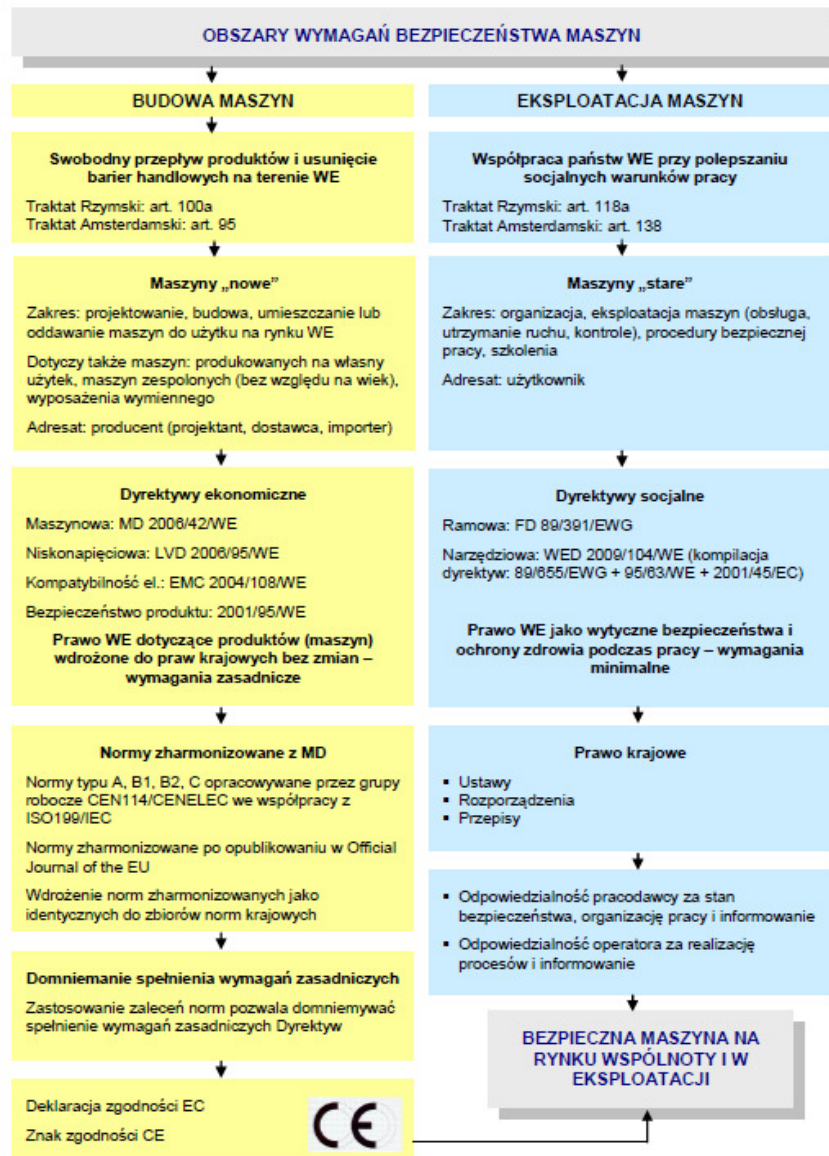 OBSZARY WYMAGAŃ BEZPIECZEŃSTWA MASZYN
BUDOWA MASZYN
Swobodny przepływ produktów i usunięcie
barier handlowych na terenie WE
Traktat Rzymski: art. 100a
Traktat Amsterdamski: art. 95
Maszyny „nowe”
Zakres: projektowanie, budowa, umieszczanie lub
oddawanie maszyn do użytku na rynku WE
Dotyczy także maszyn: produkowanych na własny
użytek, maszyn zespolonych (bez względu na wiek),
wyposażenia wymiennego
Adresat: producent (projektant, dostawca, importer)
Dyrektywy ekonomiczne
Maszynowa: MD 2006/42/WE
Niskonapięciowa: LVD 2006/95/WE
Kompatybilność el.: EMC 2004/108/WE
Bezpieczeństwo produktu: 2001/95/WE
Prawo WE dotyczące produktów (maszyn)
wdrożone do praw krajowych bez zmian –
wymagania zasadnicze
Normy zharmonizowane z MD
Normy typu A, B1, B2, C opracowywane przez grupy
robocze CEN114/CENELEC we współpracy z
ISO199/IEC
Normy zharmonizowane po opublikowaniu w Official
Journal of the EU
Wdrożenie norm zharmonizowanych jako
identycznych do zbiorów norm krajowych
Domniemanie spełnienia wymagań zasadniczych
Zastosowanie zaleceń norm pozwala domniemywać
spełnienie wymagań zasadniczych Dyrektyw
Deklaracja zgodności EC
Znak zgodności CE
CE
EKSPLOATACJA MASZYN
Współpraca państw WE przy polepszaniu
socjalnych warunków pracy
Traktat Rzymski: art. 118a
Traktat Amsterdamski: art. 138
Maszyny „stare”
Zakres: organizacja, eksploatacja maszyn (obsługa,
utrzymanie ruchu, kontrole), procedury bezpiecznej
pracy, szkolenia
Adresat: użytkownik
Dyrektywy socjalne
Ramowa: FD 89/391/EWG
Narzędziowa: WED 2009/104/WE (kompilacja
dyrektyw: 89/655/EWG + 95/63/WE + 2001/45/EC)
Prawo WE jako wytyczne bezpieczeństwa i
ochrony zdrowia podczas pracy – wymagania
minimalne
Prawo krajowe
▪ Ustawy
▪ Rozporządzenia
▪ Przepisy
▪ Odpowiedzialność pracodawcy za stan
bezpieczeństwa, organizację pracy i informowanie
▪ Odpowiedzialność operatora za realizację
procesów i informowanie
BEZPIECZNA MASZYNA NA
RYNKU WSPÓLNOTY I W
EKSPLOATACJI